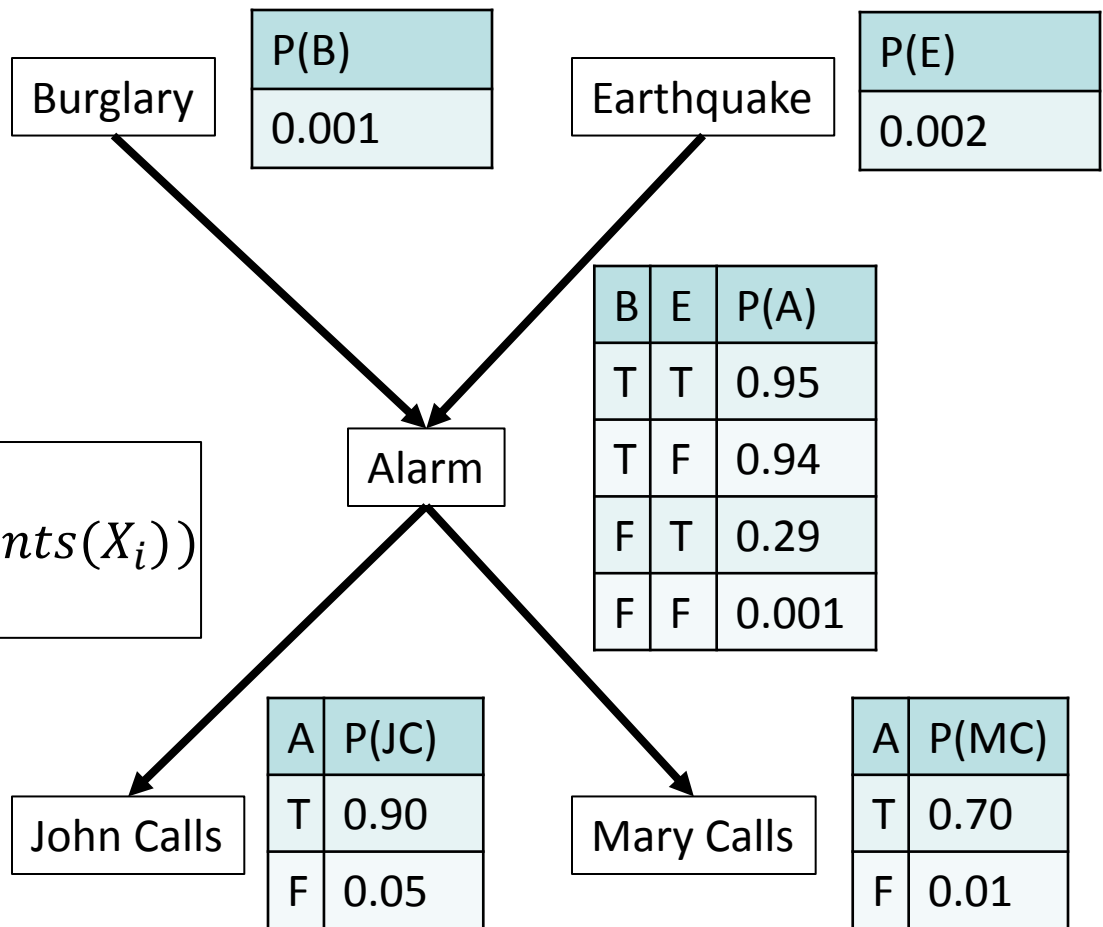 Burglary
P(B)
0.001
Earthquake
P(E)
0.002
B E P(A)
T T 0.95
T F 0.94
F T 0.29
F F 0.001
Alarm
nts(Xᵢ))
John Calls
A P(JC)
T 0.90
F 0.05
Mary Calls
A P(MC)
T 0.70
F 0.01